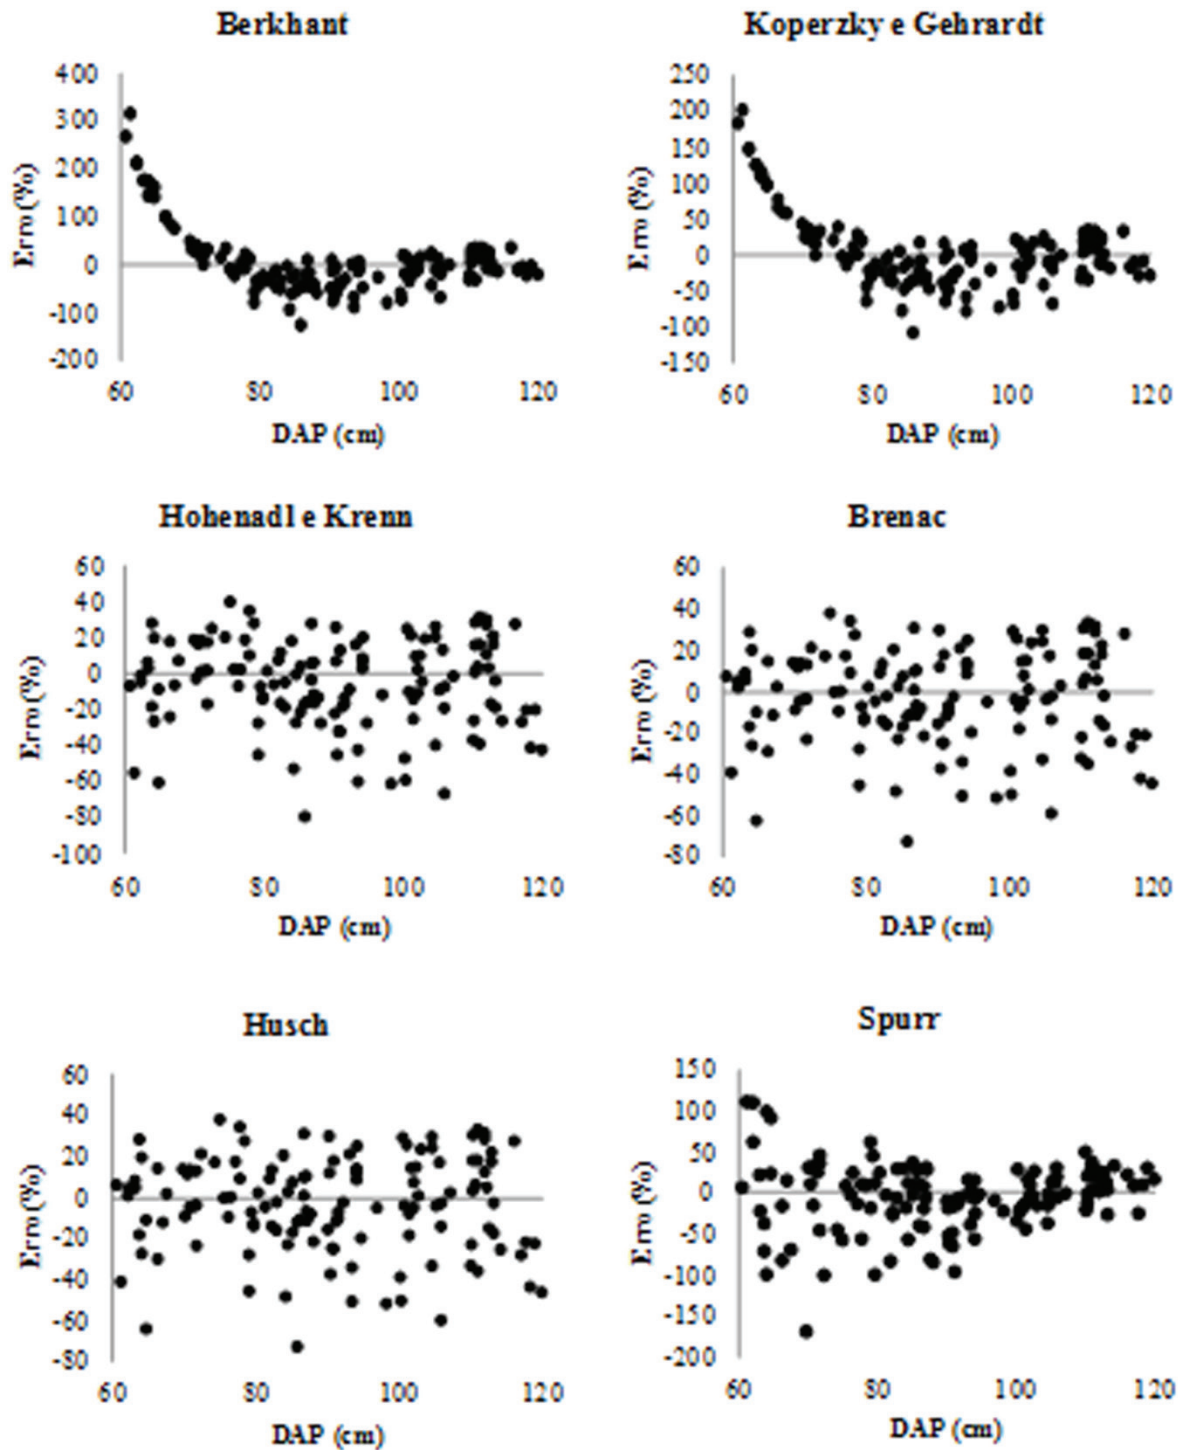 Berkhant
400
300
200
100
0
-100
-200
Erro (%)
60 80 100 120
DAP (cm)
Koperzky e Gehrardt
250
200
150
100
50
0
-50
-100
-150
Erro (%)
60 80 100 120
DAP (cm)
Hohenadl e Krenn
60
40
20
0
-20
-40
-60
-80
-100
Erro (%)
60 80 100 120
DAP (cm)
Brenac
60
40
20
0
-20
-40
-60
-80
Erro (%)
60 80 100 120
DAP (cm)
Husch
60
40
20
0
-20
-40
-60
-80
Erro (%)
60 80 100 120
DAP (cm)
Spurr
150
100
50
0
-50
-100
-150
-200
Erro (%)
60 80 100 120
DAP (cm)